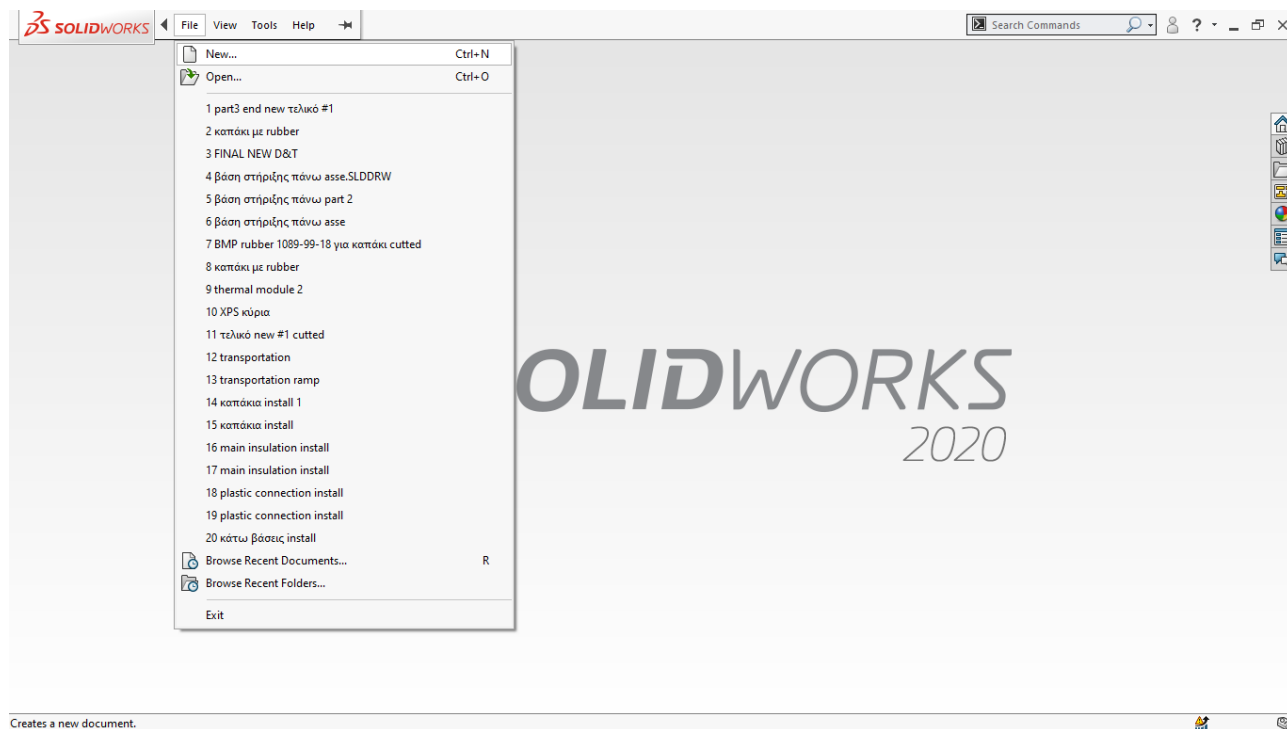 SOLIDWORKS File View Tools Help Search Commands ?
New... Ctrl+N
Open... Ctrl+O
1 part3 end new τελικό #1
2 καπάκι με rubber
3 FINAL NEW D&T
4 βάση στήριξης πάνω asse.SLDDRW
5 βάση στήριξης πάνω part 2
6 βάση στήριξης πάνω asse
7 BMP rubber 1089-99-18 για καπάκι cutted
8 καπάκι με rubber
9 thermal module 2
10 XPS κύρια
11 τελικό new #1 cutted
12 transportation
13 transportation ramp
14 καπάκια install 1
15 καπάκια install
16 main insulation install
17 main insulation install
18 plastic connection install
19 plastic connection install
20 κάτω βάσεις install
Browse Recent Documents... R
Browse Recent Folders...
Exit
OLIDWORKS
2020
Creates a new document.